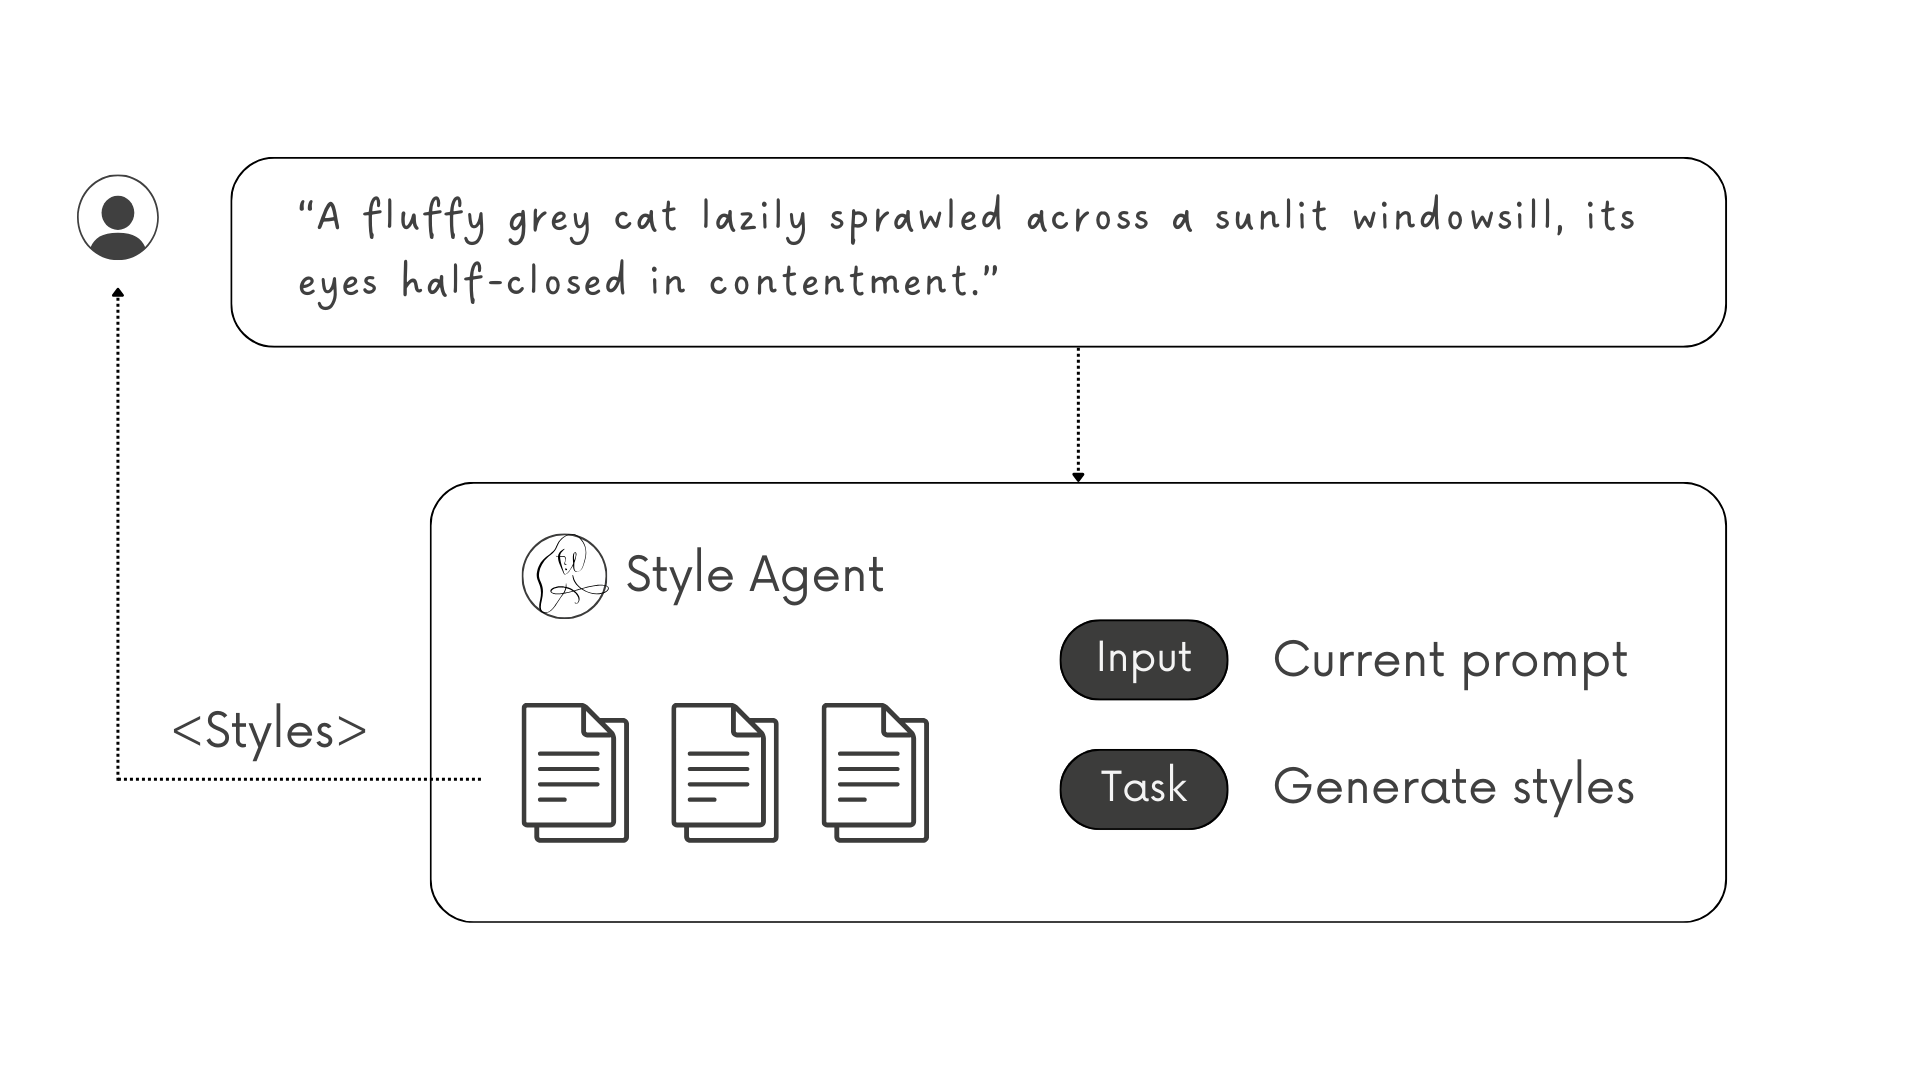 “A fluffy grey cat lazily sprawled across a sunlit windowsill, its
eyes half-closed in contentment.”
Style Agent
Input
Current prompt
<Styles>
Task
Generate styles